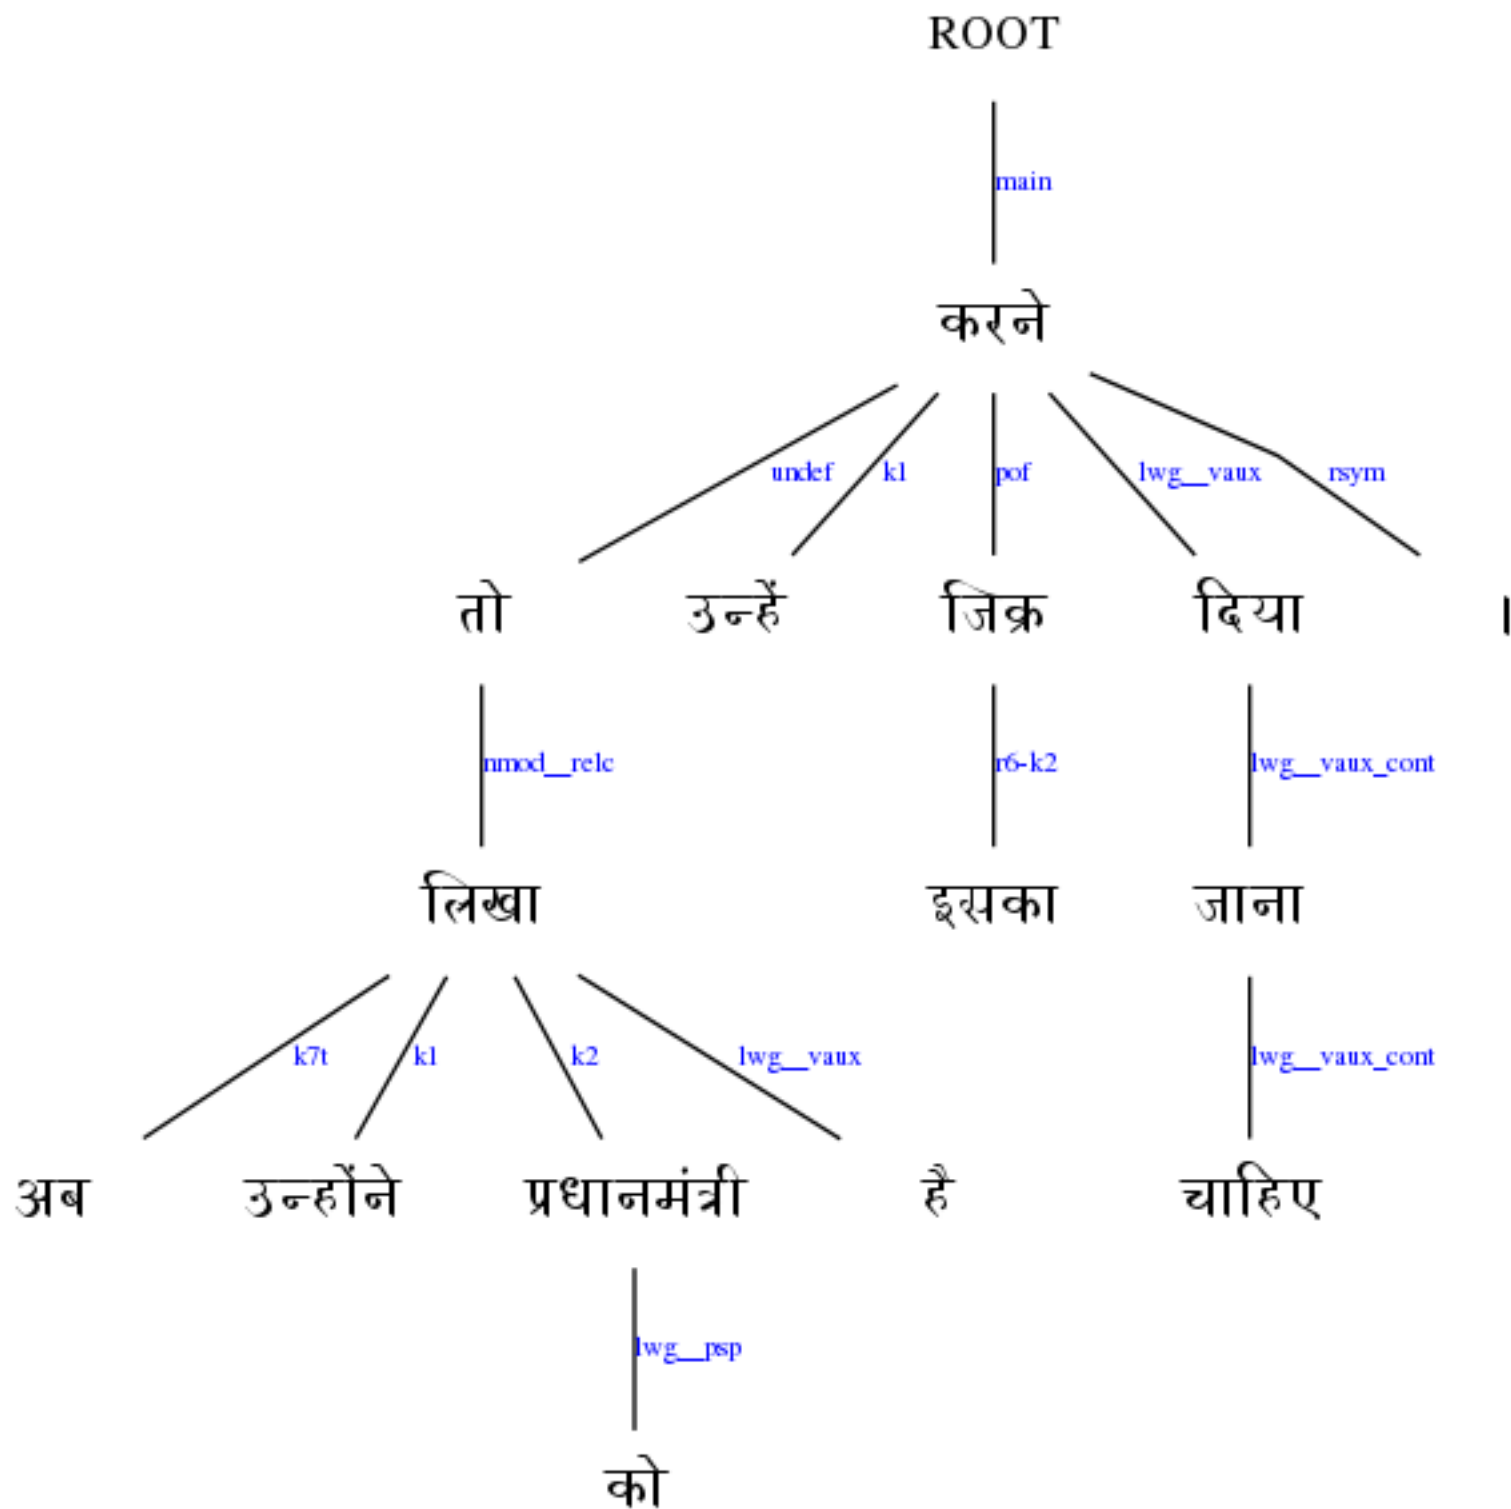 ROOT
main
करने
undef k1 pof lwg__vaux rsym
तो उन्हें जिक्र दिया ।
nmod__relc r6-k2 lwg__vaux_cont
लिखा इसका जाना
k7t k1 k2 lwg__vaux lwg__vaux_cont
अब उन्होंने प्रधानमंत्री है चाहिए
lwg__psp
को